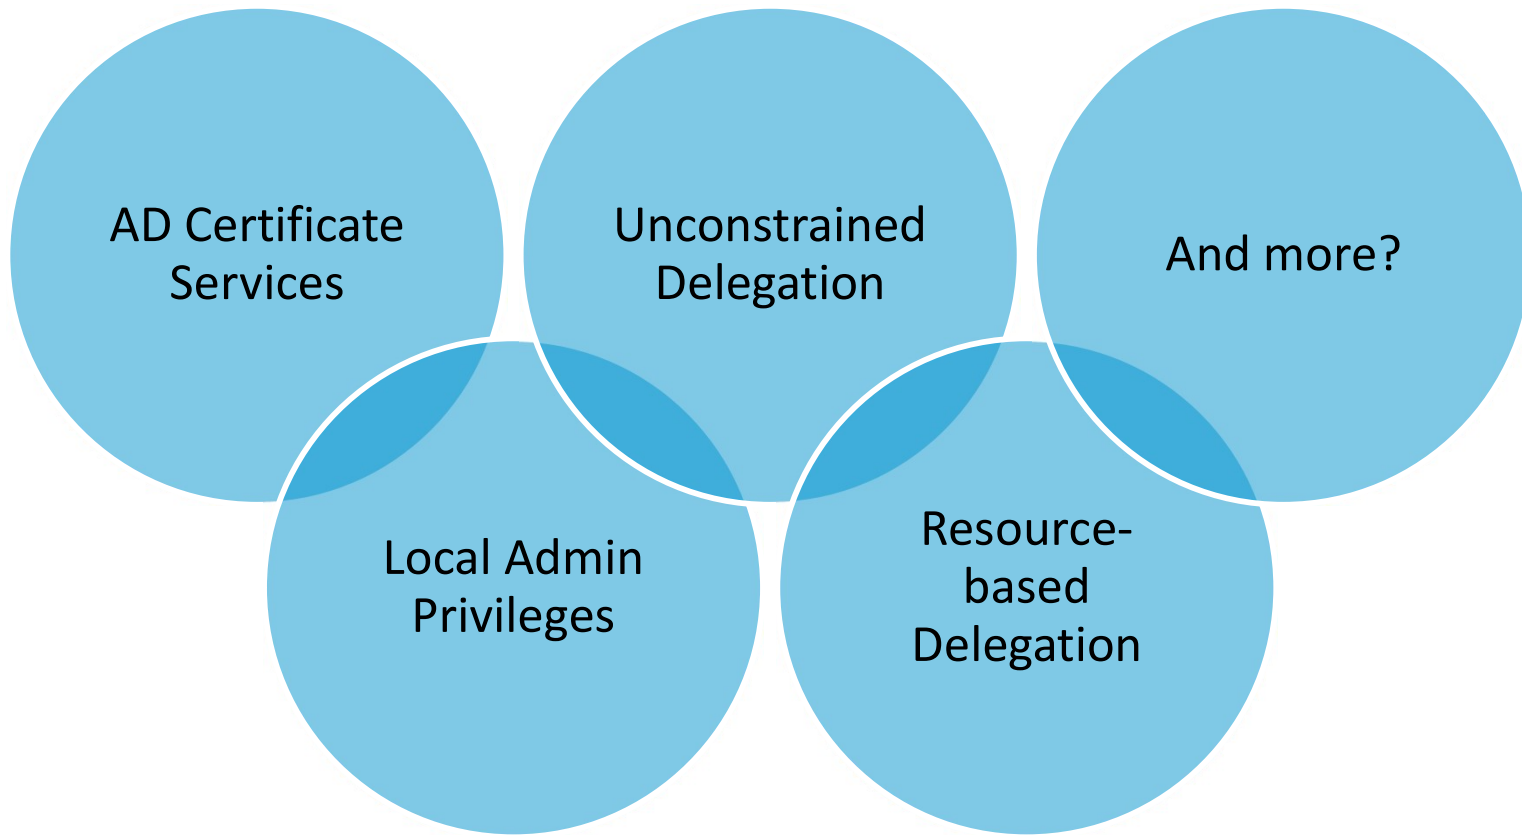 AD Certificate
Services
Unconstrained
Delegation
And more?
Local Admin
Privileges
Resource-
based
Delegation